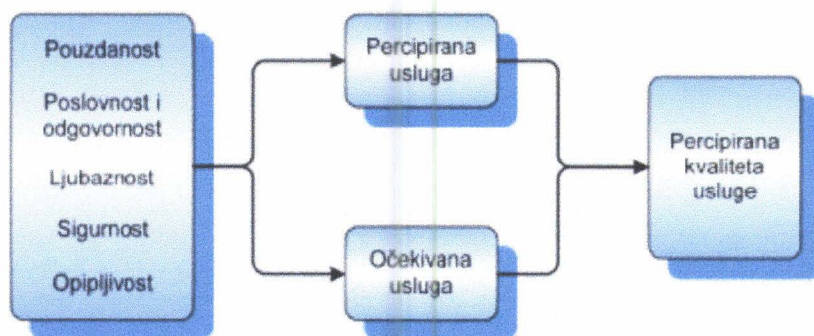 Pouzdanost
Poslovnost i
odgovornost
Ljubaznost
Sigurnost
Opipljivost
Percipirana
usluga
Očekivana
usluga
Percipirana
kvaliteta
usluge